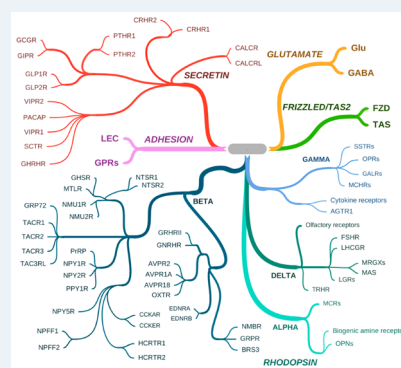 CRHR2
CRHR1
GCGR
PTHR1
GIPR
PTHR2
CALCR
CALCRL
GLP1R
GLP2R
SECRETIN
VIPR2
PACAP
VIPR1
SCTR
GHRHR
GLUTAMATE
Glu
GABA
FRIZZLED/TAS2
FZD
TAS
LEC
ADHESION
GPRs
GAMMA
SSTRs
OPRs
GALRs
MCHRs
Cytokine receptors
AGTR1
GHSR
NTSR1
MTLR
NTSR2
GRP72
NMU1R
NMU2R
BETA
TACR1
TACR2
TACR3
TAC3RL
PrRP
NPY1R
NPY2R
PPY1R
GRHRII
GNRHR
AVPR2
AVPR1A
AVPR18
OXTR
NPY5R
CCKAR
CCKER
EDNRA
EDNRB
NPFF1
NPFF2
HCRTR1
HCRTR2
NMBR
GRPR
BRS3
Olfactory receptors
FSHR
LHCGR
MRGXs
MAS
LGRs
TRHR
DELTA
MCRs
ALPHA
Biogenic amine recepto
OPNs
RHODOPSIN